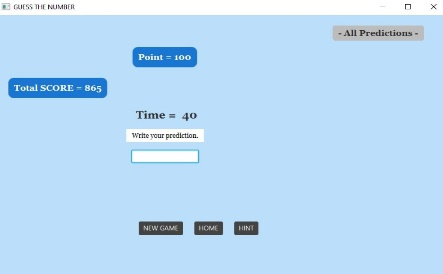 GUESS THE NUMBER
- All Predictions -
Point = 100
Total SCORE = 865
Time = 40
Write your prediction.
NEW GAME
HOME
HINT